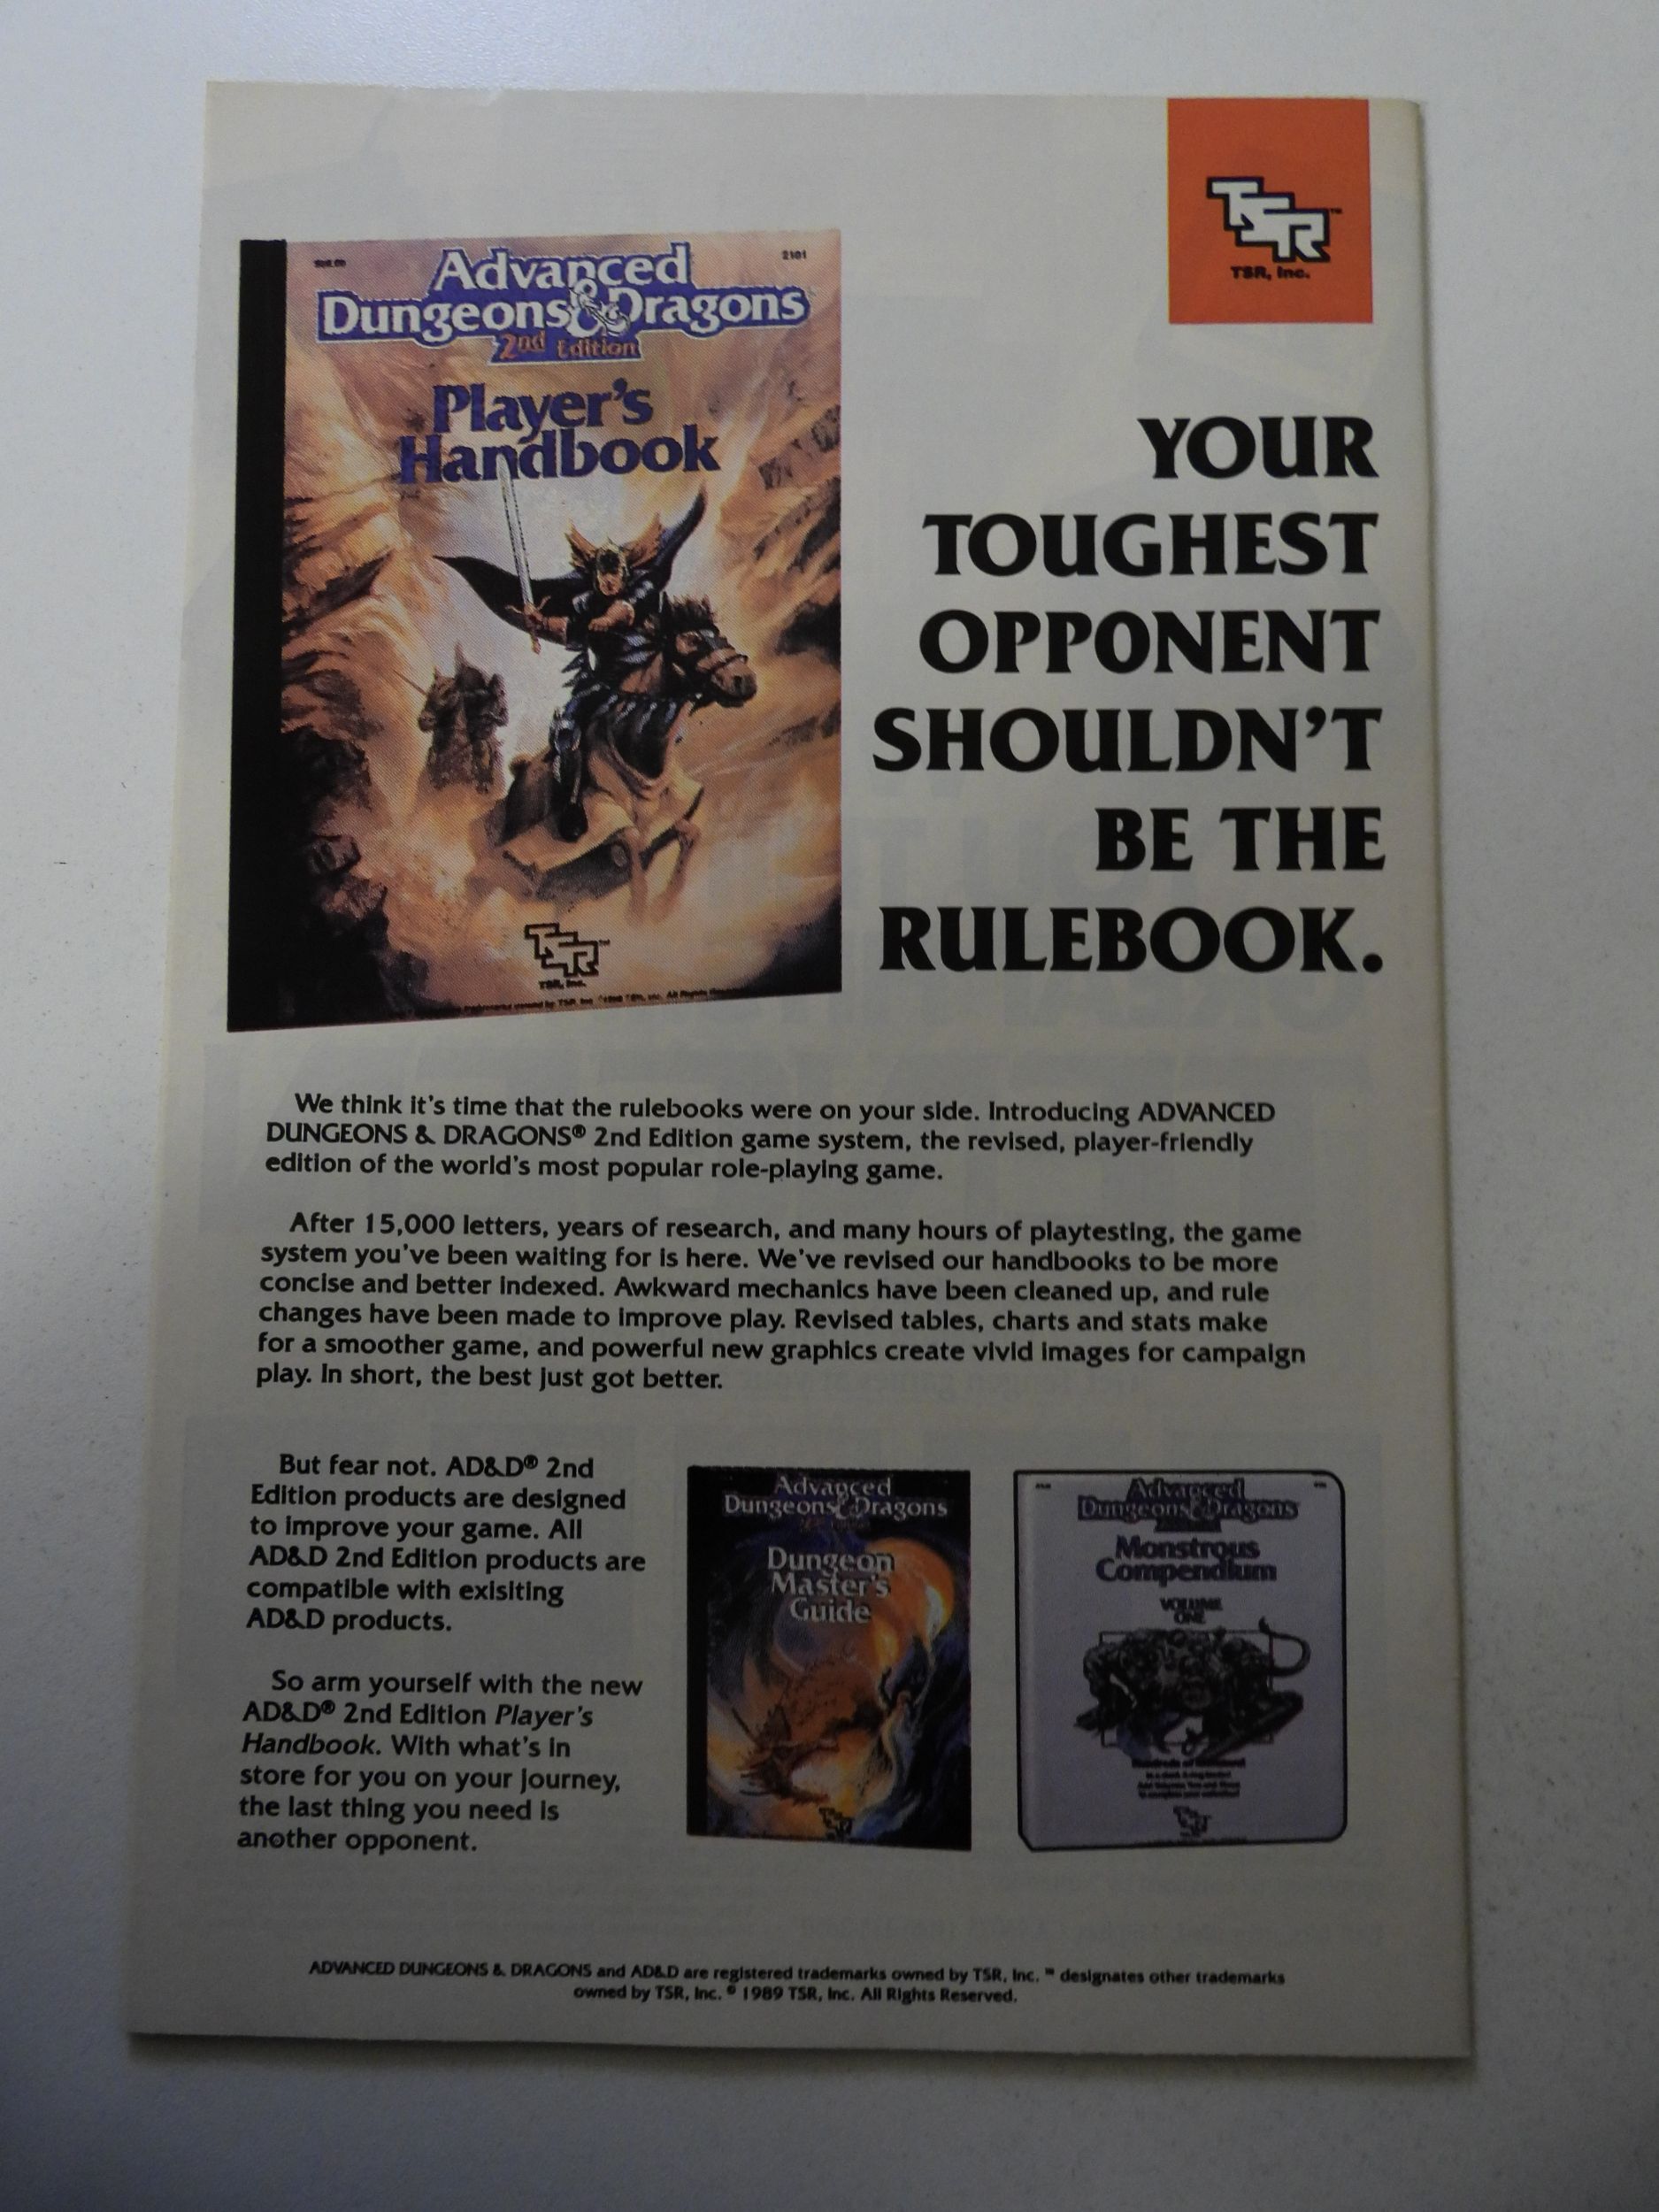 TSR™
TSR, Inc.
2101
Advanced
Dungeons & Dragons
2nd Edition
Player's
Handbook
TSR™
TSR, Inc.
YOUR
TOUGHEST
OPPONENT
SHOULDN'T
BE THE
RULEBOOK.
We think it's time that the rulebooks were on your side. Introducing ADVANCED
DUNGEONS & DRAGONS® 2nd Edition game system, the revised, player-friendly
edition of the world's most popular role-playing game.
After 15,000 letters, years of research, and many hours of playtesting, the game
system you've been waiting for is here. We've revised our handbooks to be more
concise and better indexed. Awkward mechanics have been cleaned up, and rule
changes have been made to improve play. Revised tables, charts and stats make
for a smoother game, and powerful new graphics create vivid images for campaign
play. In short, the best just got better.
But fear not. AD&D® 2nd
Edition products are designed
to improve your game. All
AD&D 2nd Edition products are
compatible with exisiting
AD&D products.
So arm yourself with the new
AD&D® 2nd Edition Player's
Handbook. With what's in
store for you on your journey,
the last thing you need is
another opponent.
Advanced
Dungeons & Dragons
Dungeon
Master's
Guide
TSR
Advanced
Dungeons & Dragons
Monstrous
Compendium
VOLUME
ONE
TSR
ADVANCED DUNGEONS & DRAGONS and AD&D are registered trademarks owned by TSR, Inc. ™ designates other trademarks
owned by TSR, Inc. © 1989 TSR, Inc. All Rights Reserved.